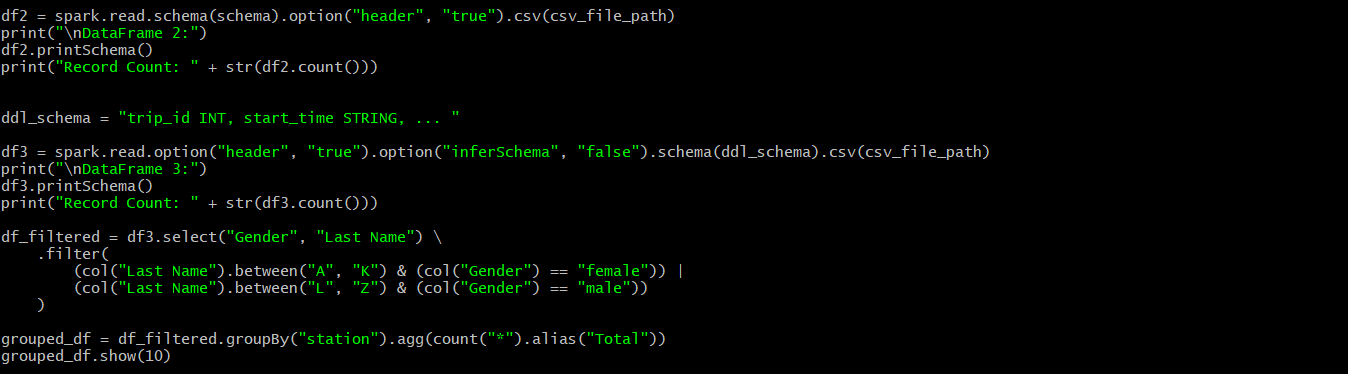 df2 = spark.read.schema(schema).option("header", "true").csv(csv_file_path)
print("\nDataFrame 2:")
df2.printSchema()
print("Record Count: " + str(df2.count()))
ddl_schema = "trip_id INT, start_time STRING, ... "
df3 = spark.read.option("header", "true").option("inferSchema", "false").schema(ddl_schema).csv(csv_file_path)
print("\nDataFrame 3:")
df3.printSchema()
print("Record Count: " + str(df3.count()))
df_filtered = df3.select("Gender", "Last Name") \
    .filter(
        (col("Last Name").between("A", "K") & (col("Gender") == "female")) |
        (col("Last Name").between("L", "Z") & (col("Gender") == "male"))
    )
grouped_df = df_filtered.groupBy("station").agg(count("*").alias("Total"))
grouped_df.show(10)